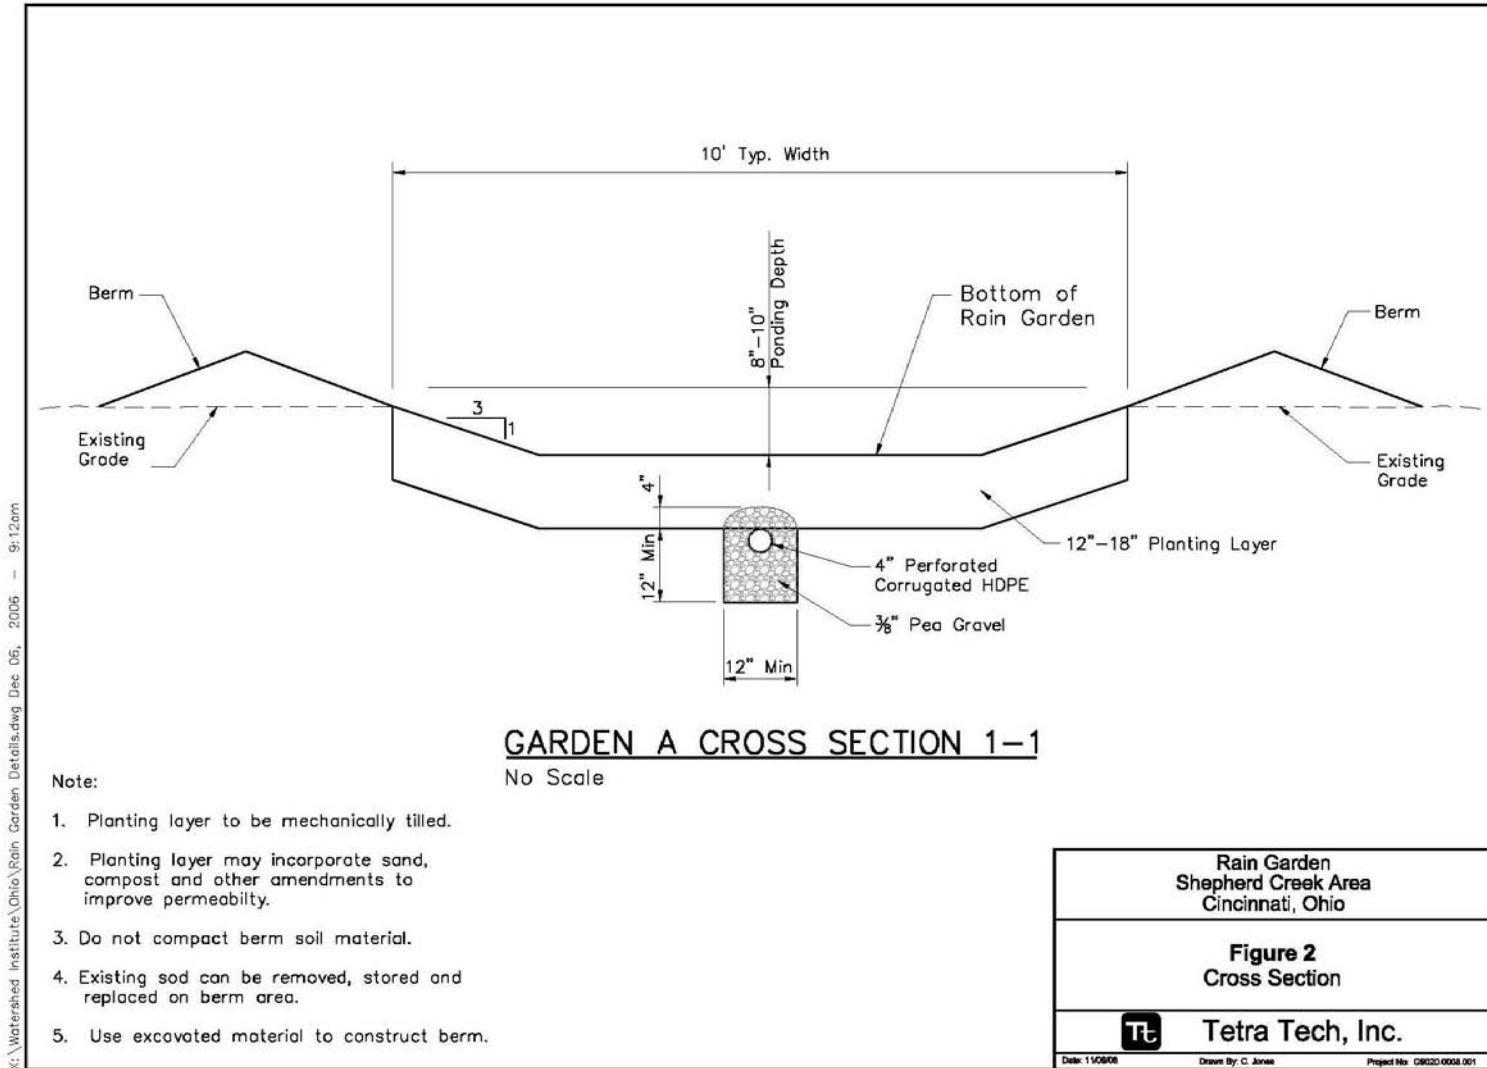 10' Typ. Width
8"-10"
Ponding Depth
Berm
Bottom of
Rain Garden
Berm
3
1
Existing
Grade
Existing
Grade
4"
12" Min
12"-18" Planting Layer
4" Perforated
Corrugated HDPE
⅜" Pea Gravel
12" Min
GARDEN A CROSS SECTION 1-1
No Scale
Note:
1. Planting layer to be mechanically tilled.
2. Planting layer may incorporate sand,
compost and other amendments to
improve permeabilty.
3. Do not compact berm soil material.
4. Existing sod can be removed, stored and
replaced on berm area.
5. Use excavated material to construct berm.
X:\Watershed Institute\Ohio\Rain Garden Details.dwg Dec 06, 2006 - 9:12am
Rain Garden
Shepherd Creek Area
Cincinnati, Ohio
Figure 2
Cross Section
Tt Tetra Tech, Inc.
Date: Drawn By: C. Jones Project No: